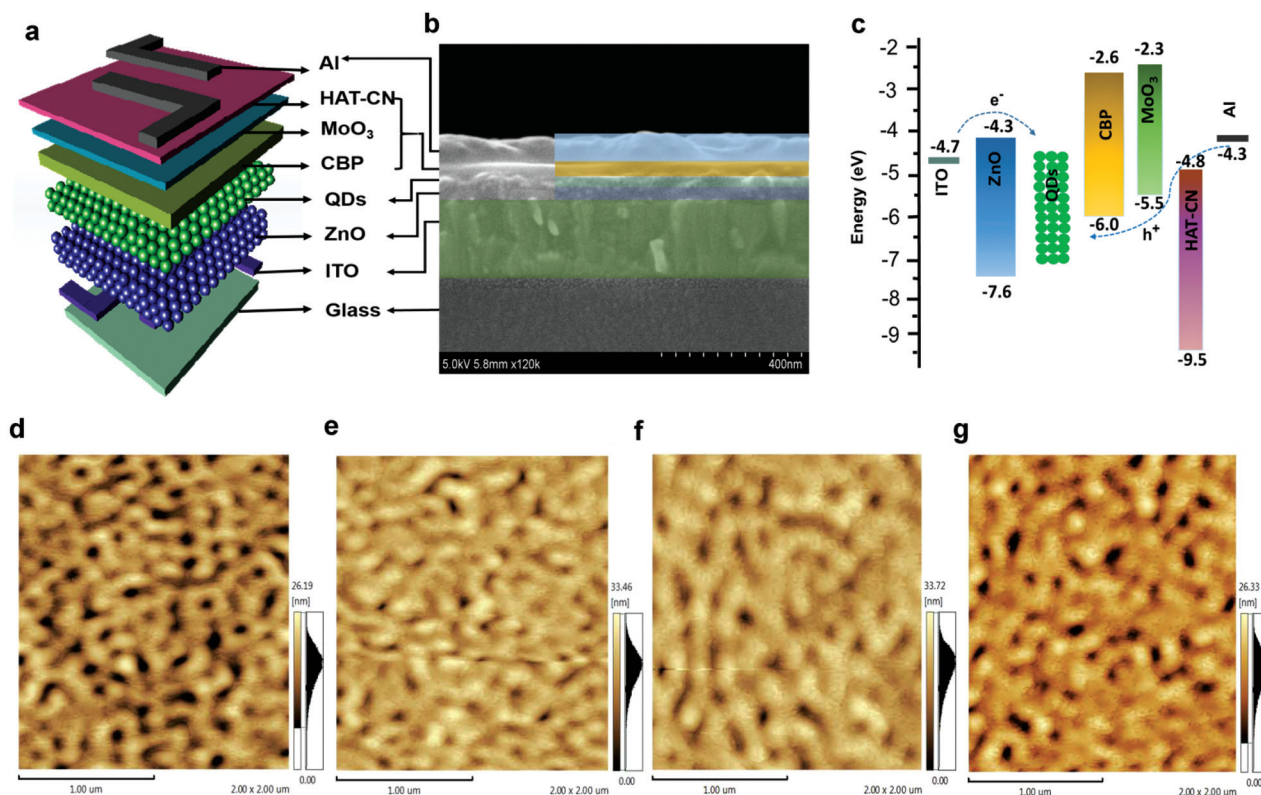 a
Al
HAT-CN
MoO3
CBP
QDs
ZnO
ITO
Glass
b
5.0kV 5.8mm x120k
400nm
c
Energy (eV)
-2
-3
-4
-5
-6
-7
-8
-9
-4.7
ITO
e-
-4.3
ZnO
-7.6
QDs
-2.6
CBP
-6.0
-2.3
MoO3
-5.5
h+
-4.8
HAT-CN
-9.5
Al
-4.3
d
26.19
[nm]
0.00
1.00 um
2.00 x 2.00 um
e
33.46
[nm]
0.00
1.00 um
2.00 x 2.00 um
f
33.72
[nm]
0.00
1.00 um
2.00 x 2.00 um
g
26.33
[nm]
0.00
1.00 um
2.00 x 2.00 um